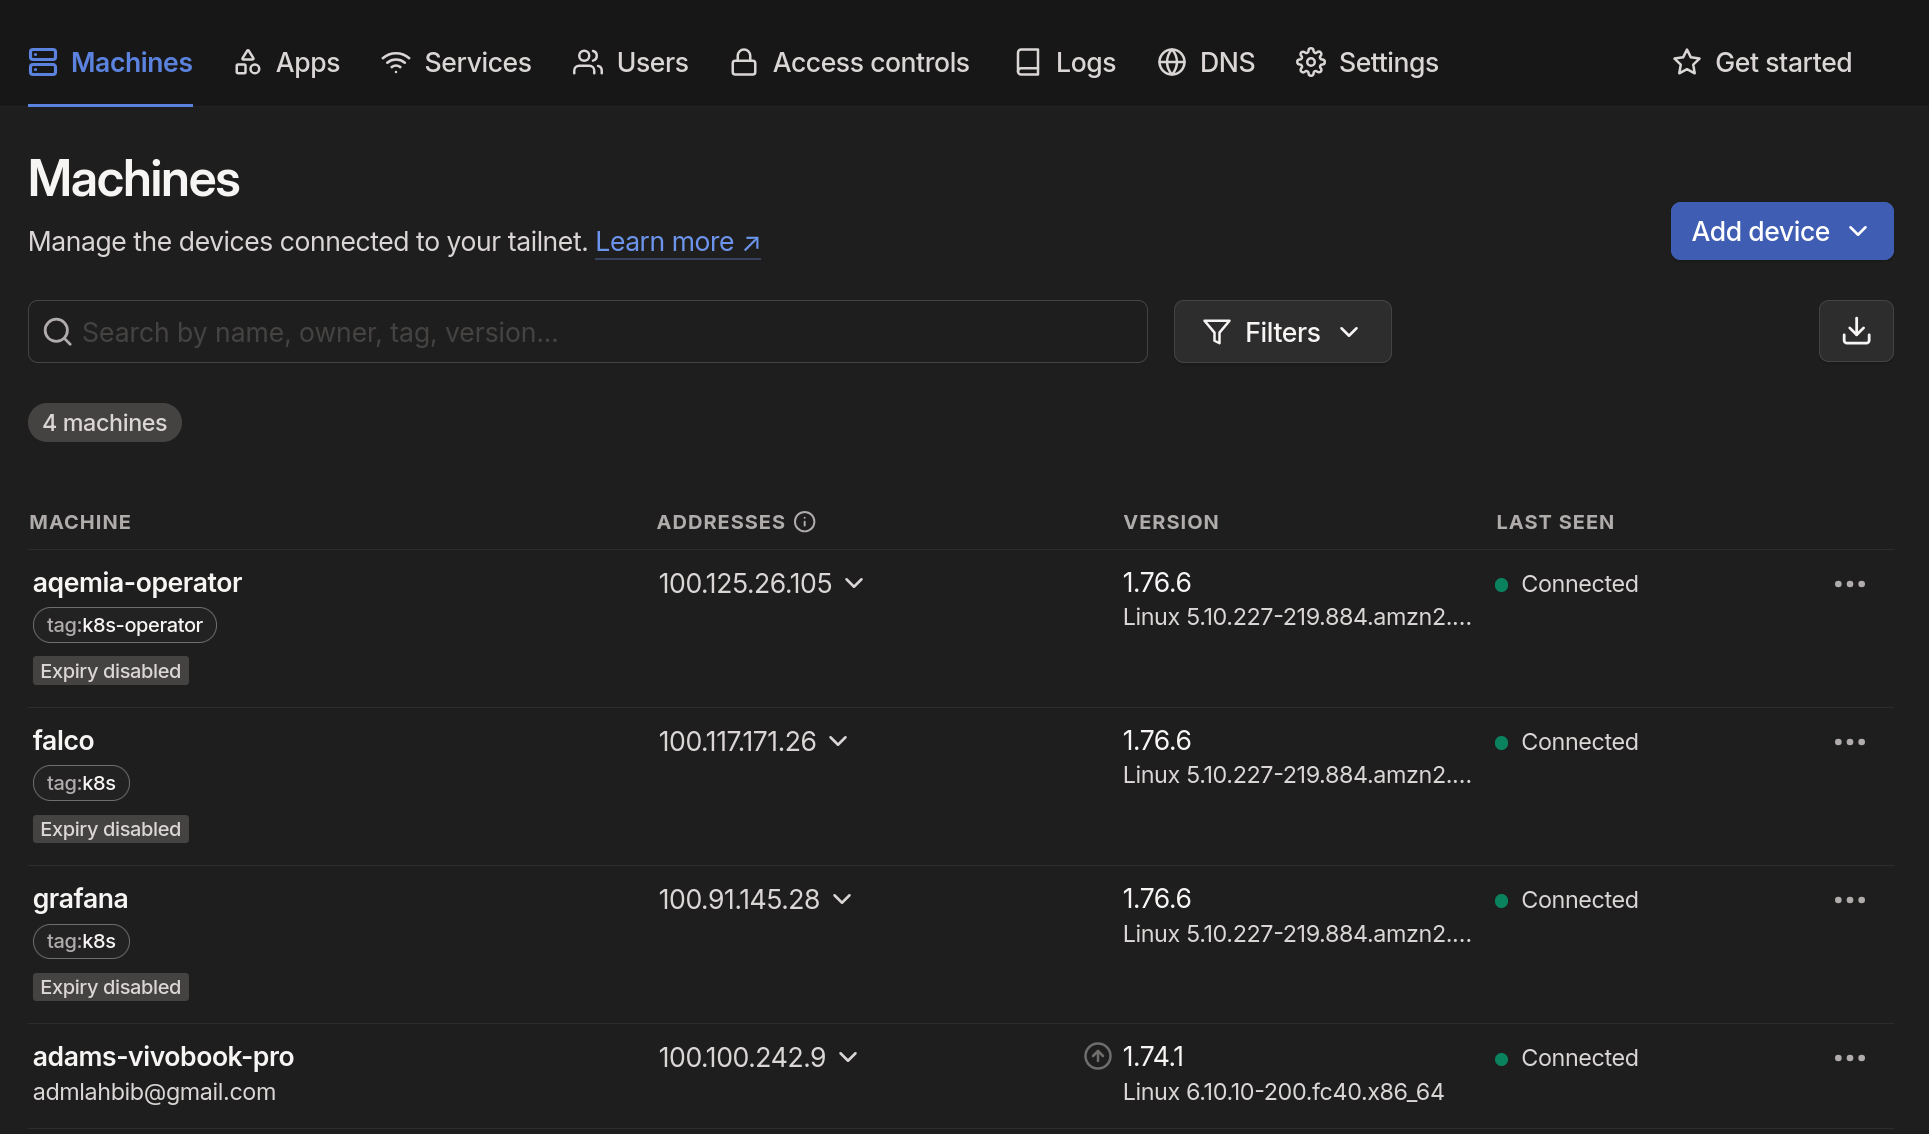 Machines Apps Services Users Access controls Logs DNS Settings Get started
Machines
Manage the devices connected to your tailnet. Learn more ↗
Add device
Search by name, owner, tag, version...
Filters
4 machines
MACHINE ADDRESSES VERSION LAST SEEN
aqemia-operator 100.125.26.105 1.76.6 Connected
tag:k8s-operator Linux 5.10.227-219.884.amzn2....
Expiry disabled
falco 100.117.171.26 1.76.6 Connected
tag:k8s Linux 5.10.227-219.884.amzn2....
Expiry disabled
grafana 100.91.145.28 1.76.6 Connected
tag:k8s Linux 5.10.227-219.884.amzn2....
Expiry disabled
adams-vivobook-pro 100.100.242.9 1.74.1 Connected
admlahbib@gmail.com Linux 6.10.10-200.fc40.x86_64